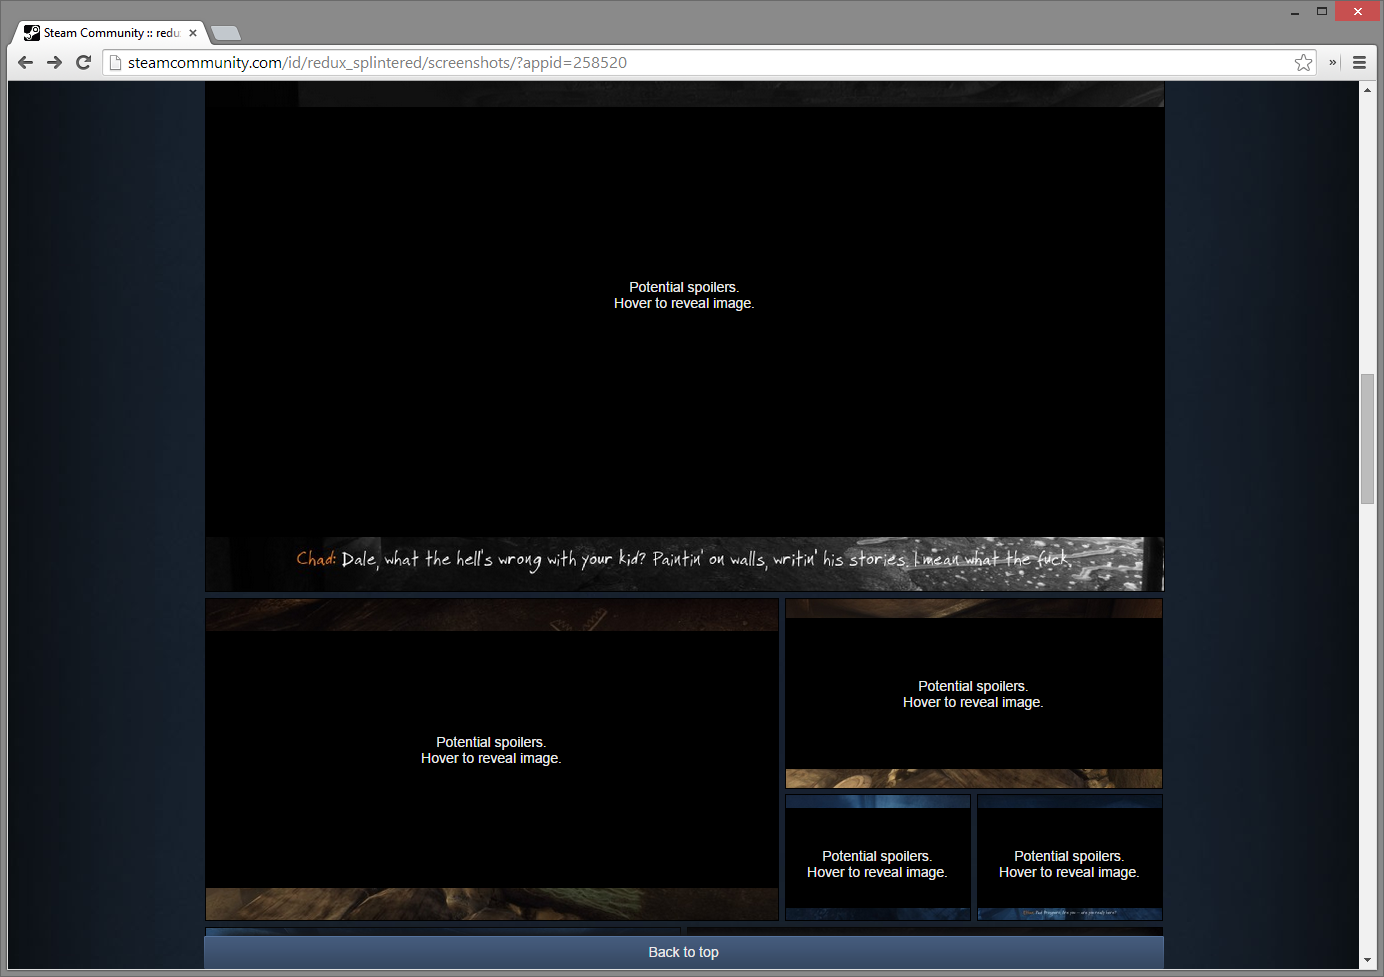 Steam Community :: redu
steamcommunity.com/id/redux_splintered/screenshots/?appid=258520
Potential spoilers.
Hover to reveal image.
Chad: Dale, what the hell's wrong with your kid? Paintin' on walls, writin' his stories. I mean what the fuck.
Potential spoilers.
Hover to reveal image.
Potential spoilers.
Hover to reveal image.
Potential spoilers.
Hover to reveal image.
Potential spoilers.
Hover to reveal image.
Back to top